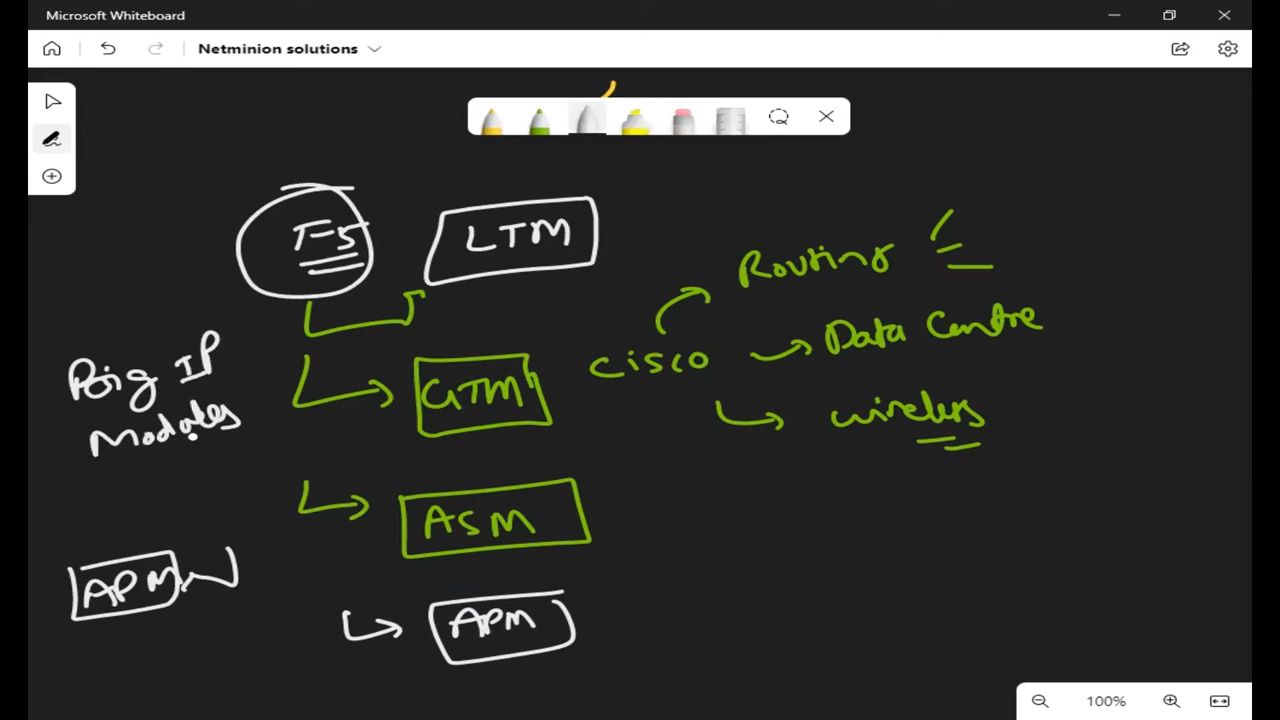 Microsoft Whiteboard
Netminion solutions
F5
LTM
Routing
Big IP
Modules
GTM
Cisco
Data Centre
wireless
ASM
APM
APM
100%